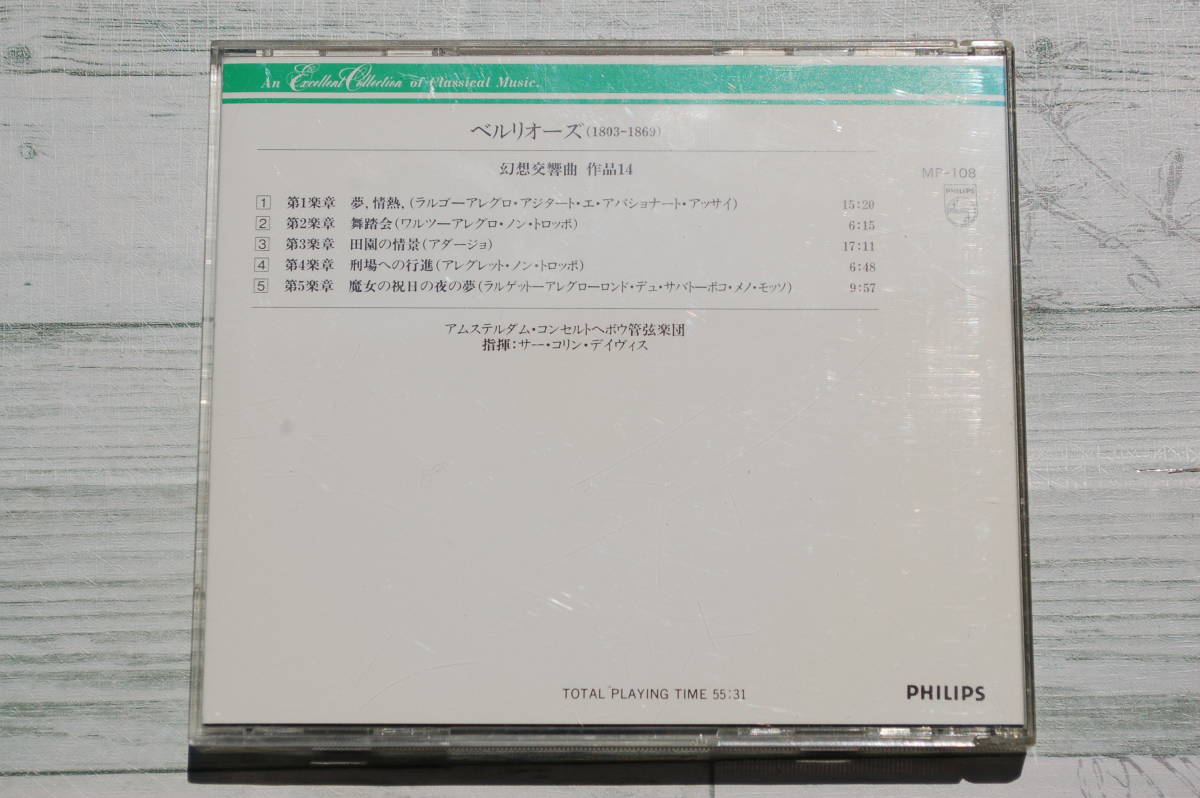 An Excellent Collection of Classical Music.
ベルリオーズ(1803-1869)
幻想交響曲 作品14
MF-108
PHILIPS
1 第1楽章 夢,情熱,(ラルゴーアレグロ・アジタート・エ・アパショナート・アッサイ) 15:20
2 第2楽章 舞踏会(ワルツーアレグロ・ノン・トロッポ) 6:15
3 第3楽章 田園の情景(アダージョ) 17:11
4 第4楽章 刑場への行進(アレグレット・ノン・トロッポ) 6:48
5 第5楽章 魔女の祝日の夜の夢(ラルゲットーアレグローロンド・デュ・サバトーポコ・メノ・モッソ) 9:57
アムステルダム・コンセルトヘボウ管弦楽団
指揮:サー・コリン・デイヴィス
TOTAL PLAYING TIME 55:31
PHILIPS